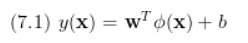 (7.1) y(x) = w^T ϕ(x) + b